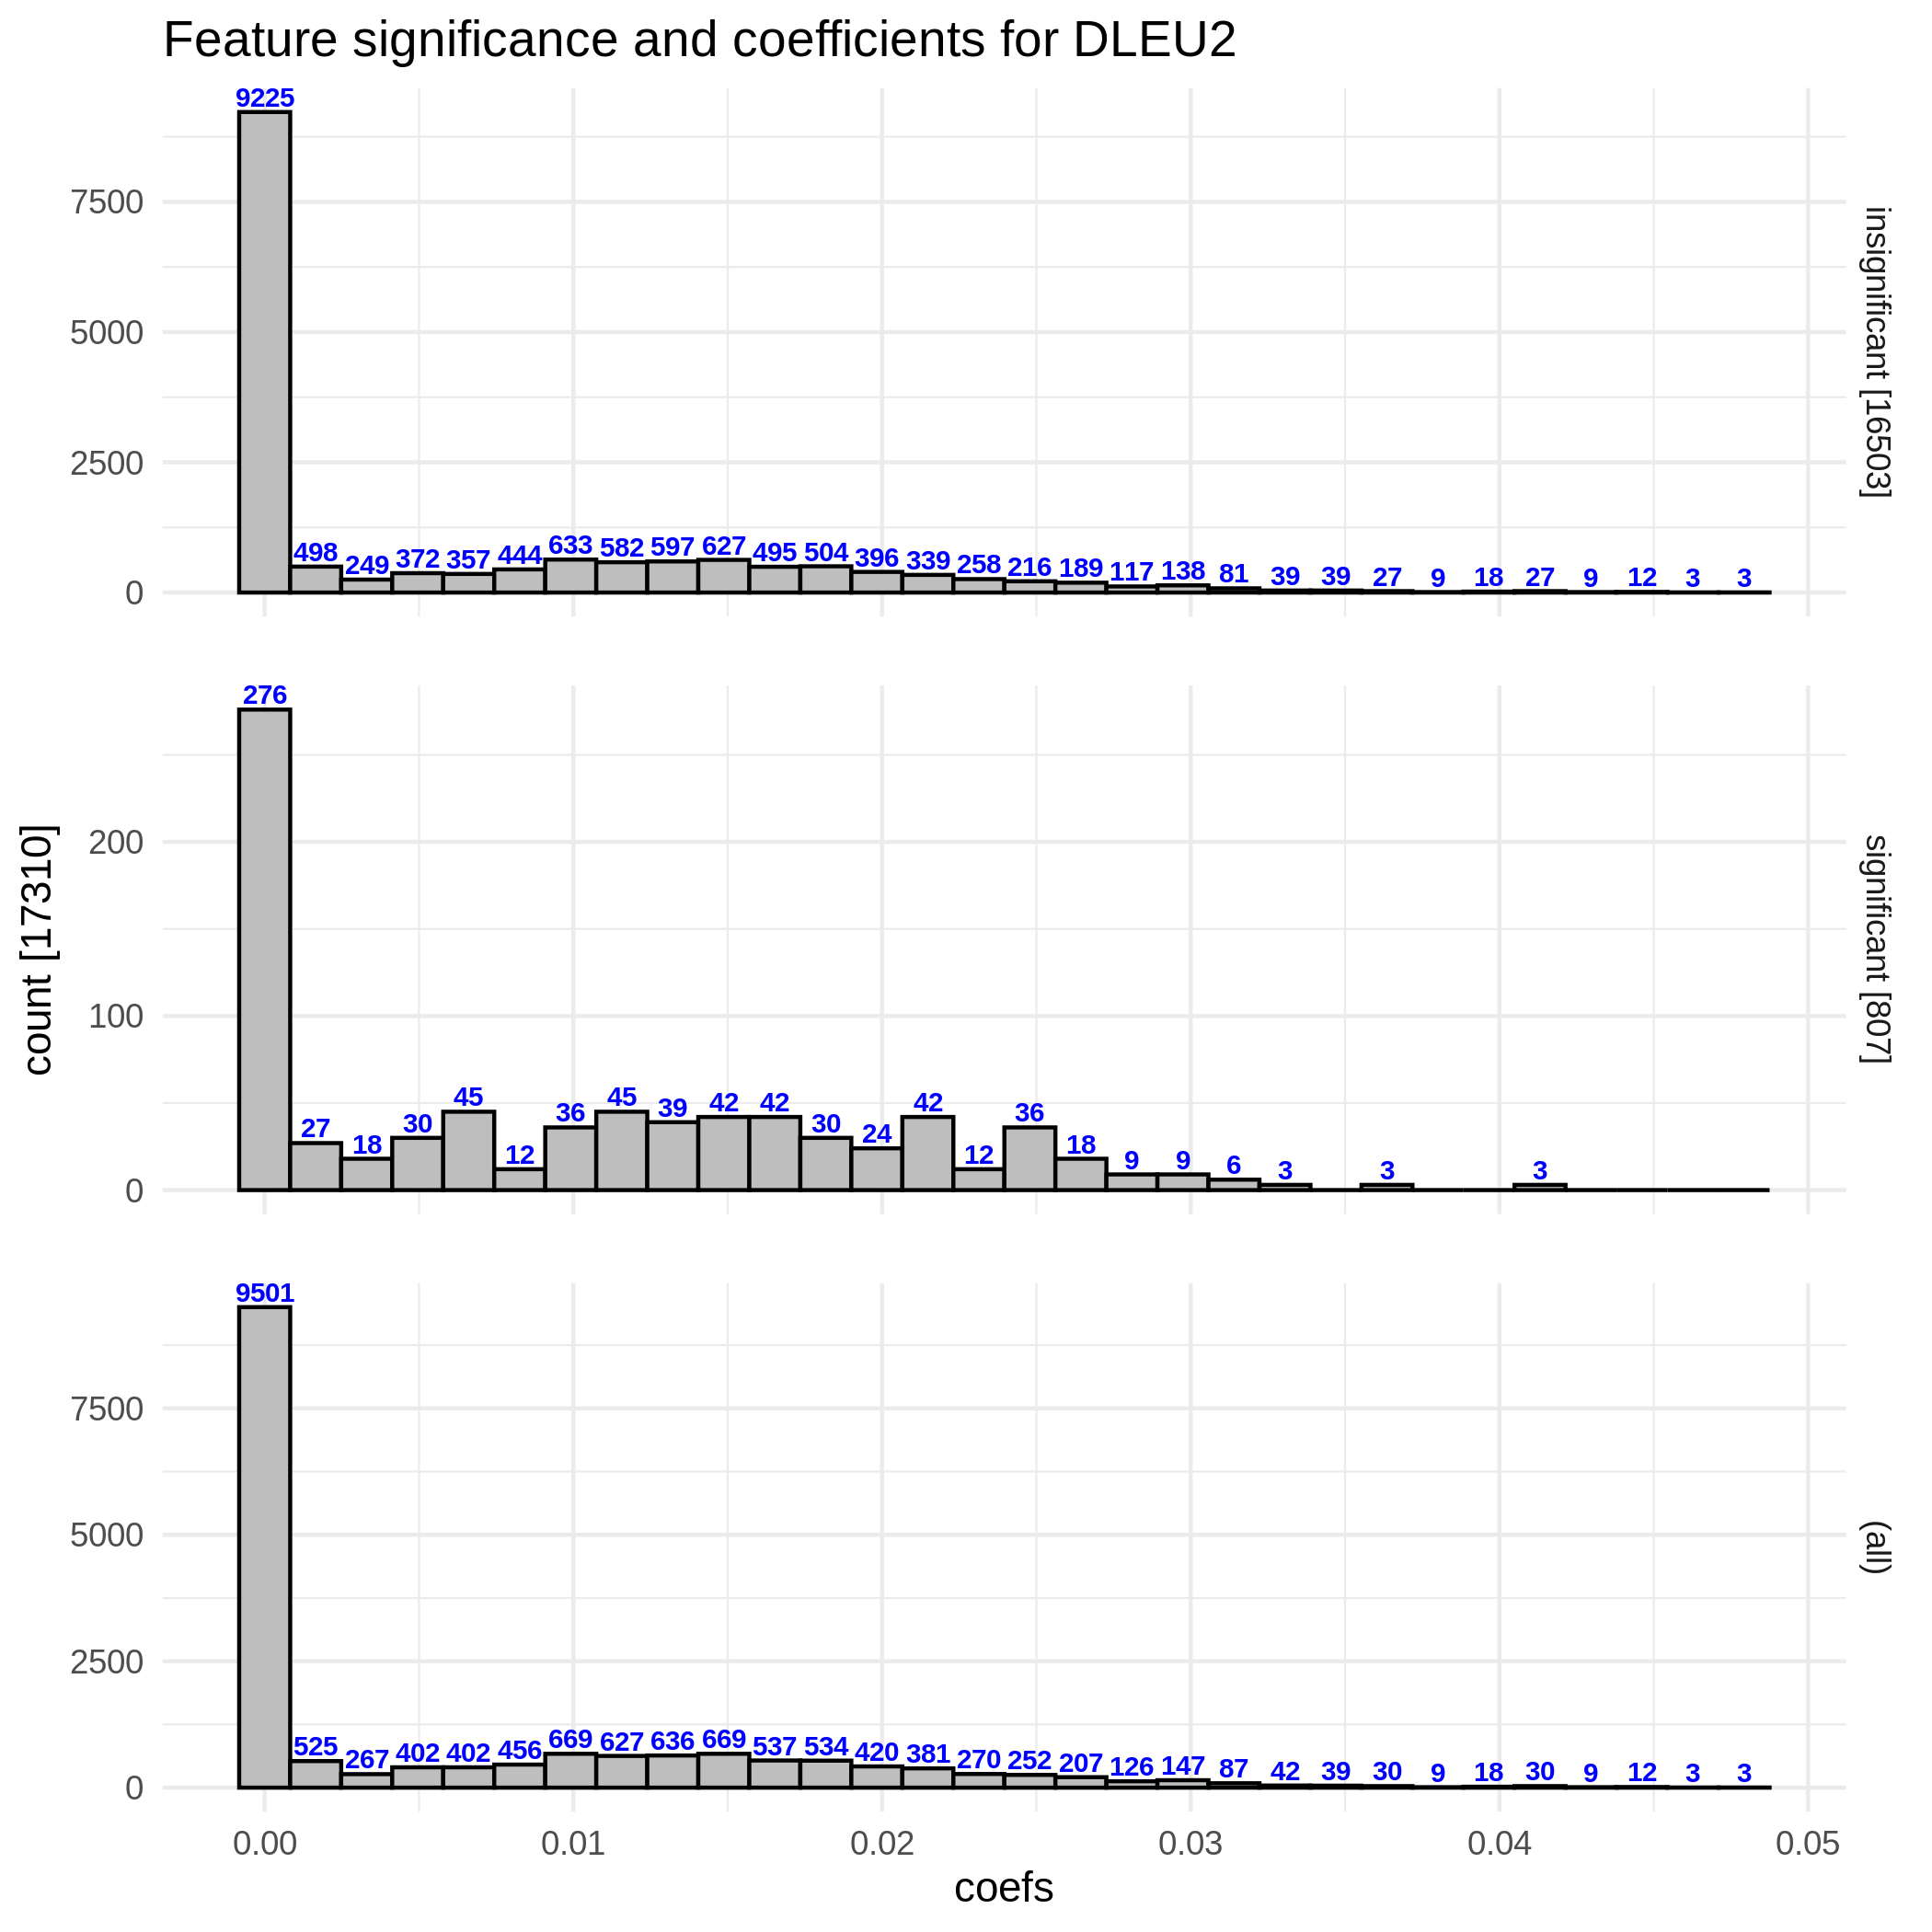 Feature significance and coefficients for DLEU2
9225
7500
5000
2500
0
498 249 372 357 444 633 582 597 627 495 504 396 339 258 216 189 117 138 81 39 39 27 9 18 27 9 12 3 3
insignificant [16503]
276
200
100
0
27 18 30 45 12 36 45 39 42 42 30 24 42 12 36 18 9 9 6 3 3 3
significant [807]
count [17310]
9501
7500
5000
2500
0
525 267 402 402 456 669 627 636 669 537 534 420 381 270 252 207 126 147 87 42 39 30 9 18 30 9 12 3 3
(all)
0.00 0.01 0.02 0.03 0.04 0.05
coefs